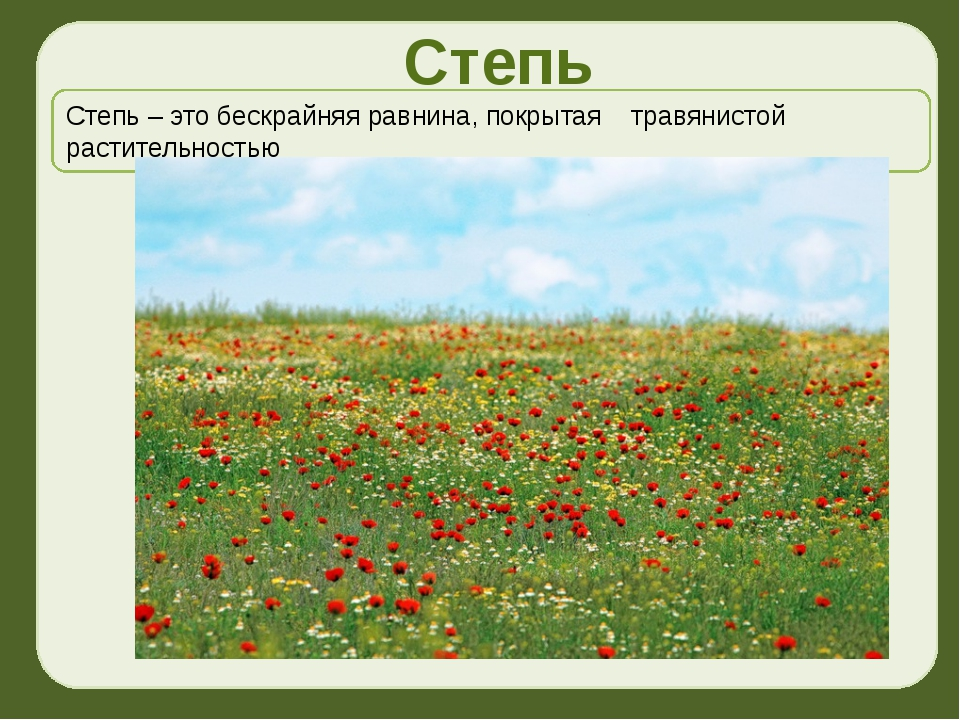 Степь
Степь – это бескрайняя равнина, покрытая    травянистой
растительностью